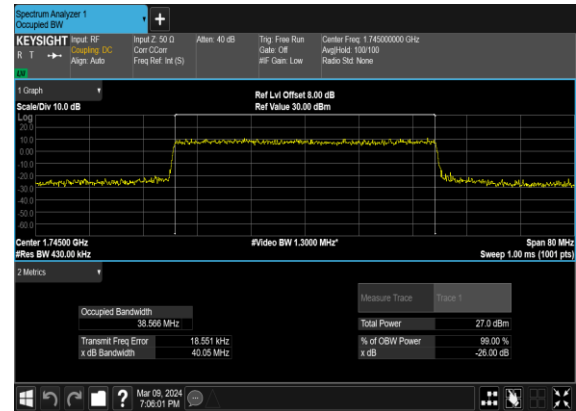 Spectrum Analyzer 1
Occupied BW
+
KEYSIGHT Input: RF Input Z: 50 Ω Atten: 40 dB Trig: Free Run Center Freq: 1.745000000 GHz
R T Coupling: DC Corr CCorr Gate: Off Avg|Hold: 100/100
Align: Auto Freq Ref: Int (S) #IF Gain: Low Radio Std: None
1 Graph
Ref Lvl Offset 8.00 dB
Scale/Div 10.0 dB Ref Value 30.00 dBm
Log
20.0
10.0
0.00
-10.0
-20.0
-30.0
-40.0
-50.0
-60.0
Center 1.74500 GHz #Video BW 1.3000 MHz* Span 80 MHz
#Res BW 430.00 kHz Sweep 1.00 ms (1001 pts)
2 Metrics
Measure Trace Trace 1
Occupied Bandwidth
38.566 MHz Total Power 27.0 dBm
Transmit Freq Error 18.551 kHz % of OBW Power 99.00 %
x dB Bandwidth 40.05 MHz x dB -26.00 dB
? Mar 09, 2024
7:06:01 PM